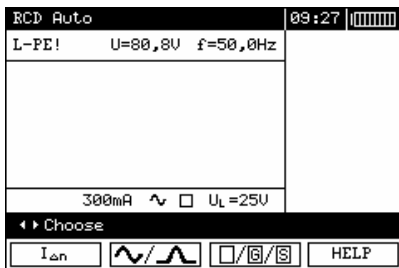 RCD Auto 09:27
L-PE! U=80,8V f=50,0Hz
300mA UL=25V
Choose
IΔn / □/G/S HELP